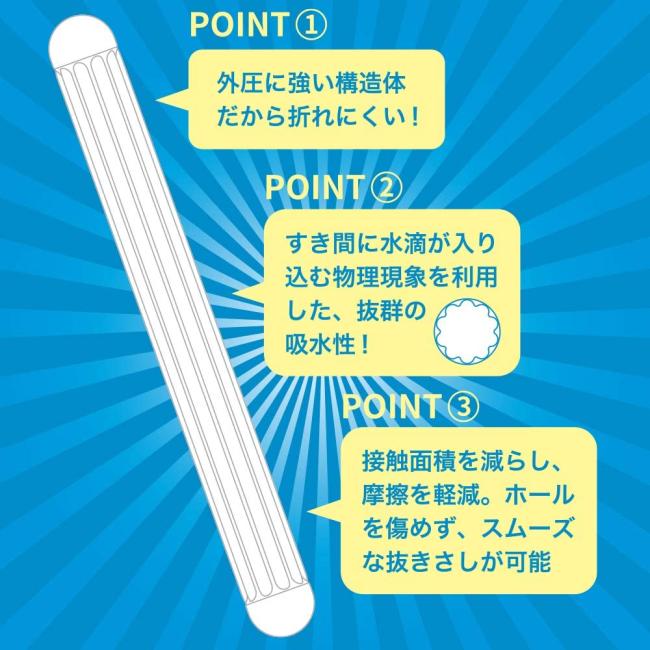 POINT①
外圧に強い構造体
だから折れにくい！
POINT②
すき間に水滴が入り
込む物理現象を利用
した、抜群の
吸水性！
POINT③
接触面積を減らし、
摩擦を軽減。ホール
を傷めず、スムーズ
な抜きさしが可能